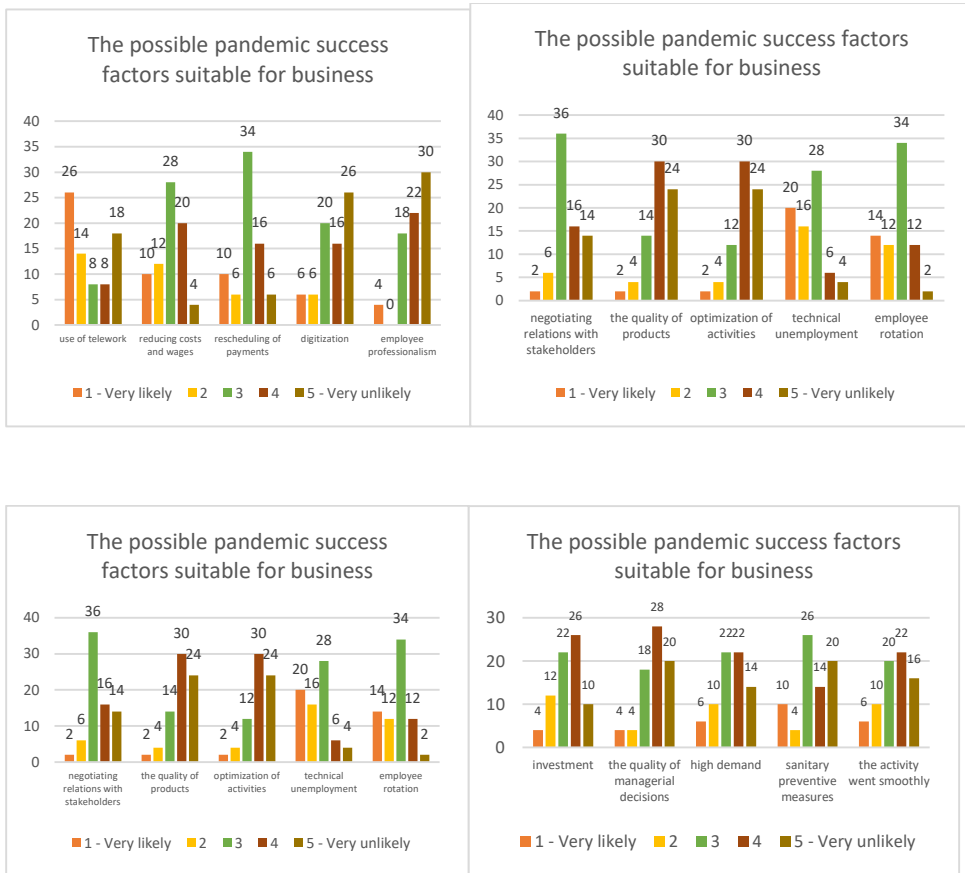 The possible pandemic success
factors suitable for business
40
35
30
25
20
15
10
5
0
26
14
8
8
18
10
12
28
20
4
10
6
34
16
6
6
6
20
16
26
4
0
18
22
30
use of telework
reducing costs
and wages
rescheduling of
payments
digitization
employee
professionalism
1 - Very likely 2 3 4 5 - Very unlikely
The possible pandemic success factors
suitable for business
40
35
30
25
20
15
10
5
0
2
6
36
16
14
2
4
14
30
24
2
4
12
30
24
20
16
28
6
4
14
12
34
12
2
negotiating
relations with
stakeholders
the quality of
products
optimization of
activities
technical
unemployment
employee
rotation
1 - Very likely 2 3 4 5 - Very unlikely
The possible pandemic success
factors suitable for business
40
30
20
10
0
2
6
36
16
14
2
4
14
30
24
2
4
12
30
24
20
16
28
6
4
14
12
34
12
2
negotiating
relations with
stakeholders
the quality of
products
optimization of
activities
technical
unemployment
employee
rotation
1 - Very likely 2 3 4 5 - Very unlikely
The possible pandemic success factors
suitable for business
30
20
10
0
4
12
22
26
10
4
4
18
28
20
6
10
22
22
14
10
4
26
14
20
6
10
20
22
16
investment
the quality of
managerial
decisions
high demand
sanitary
preventive
measures
the activity
went smoothly
1 - Very likely 2 3 4 5 - Very unlikely